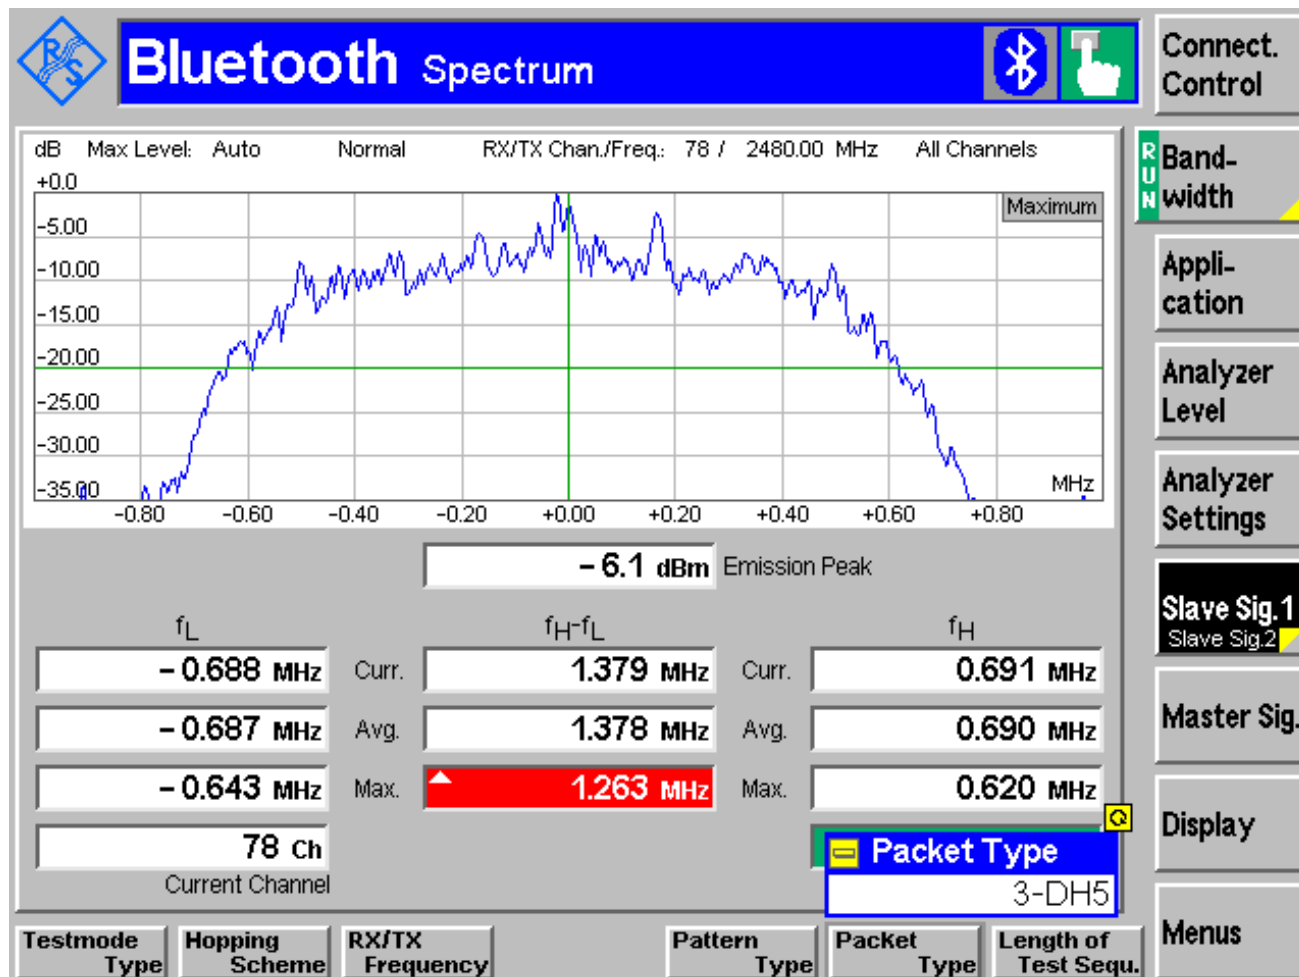 R S
Bluetooth Spectrum
Connect.
Control
dB Max Level: Auto Normal RX/TX Chan./Freq.: 78 / 2480.00 MHz All Channels
RUN
Band-
width
+0.0
Maximum
-5.00
-10.00
-15.00
-20.00
-25.00
-30.00
-35.00
MHz
-0.80 -0.60 -0.40 -0.20 +0.00 +0.20 +0.40 +0.60 +0.80
Appli-
cation
Analyzer
Level
Analyzer
Settings
-6.1 dBm Emission Peak
fL fH-fL fH
-0.688 MHz Curr. 1.379 MHz Curr. 0.691 MHz
-0.687 MHz Avg. 1.378 MHz Avg. 0.690 MHz
-0.643 MHz Max. 1.263 MHz Max. 0.620 MHz
78 Ch
Current Channel
Q
Packet Type
3-DH5
Slave Sig.1
Slave Sig.2
Master Sig.
Display
Menus
Testmode
Type
Hopping
Scheme
RX/TX
Frequency
Pattern
Type
Packet
Type
Length of
Test Sequ.